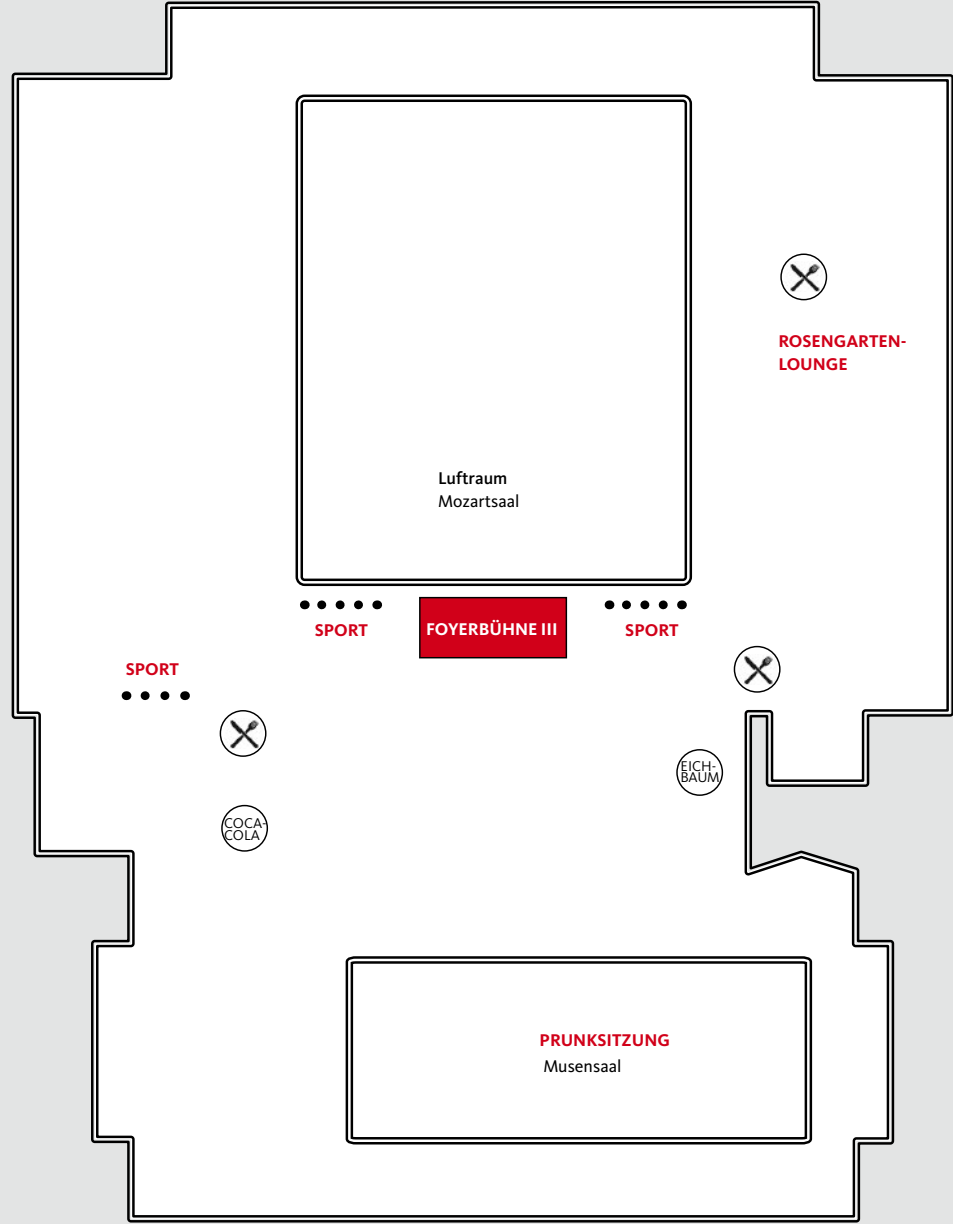 ROSENGARTEN-
LOUNGE
Luftraum
Mozartsaal
SPORT
FOYERBÜHNE III
SPORT
SPORT
EICH-
BAUM
COCA-
COLA
PRUNKSITZUNG
Musensaal